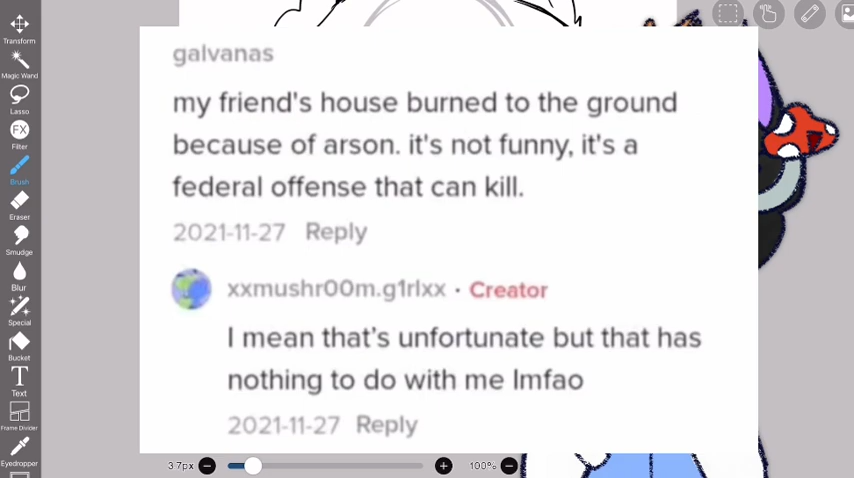 Transform
Magic Wand
Lasso
FX
Filter
Brush
Eraser
Smudge
Blur
Special
Bucket
T
Text
Frame Divider
Eyedropper
galvanas
my friend's house burned to the ground
because of arson. it's not funny, it's a
federal offense that can kill.
2021-11-27 Reply
xxmushr00m.g1rlxx · Creator
I mean that's unfortunate but that has
nothing to do with me lmfao
2021-11-27 Reply
3.7px − + 100% −